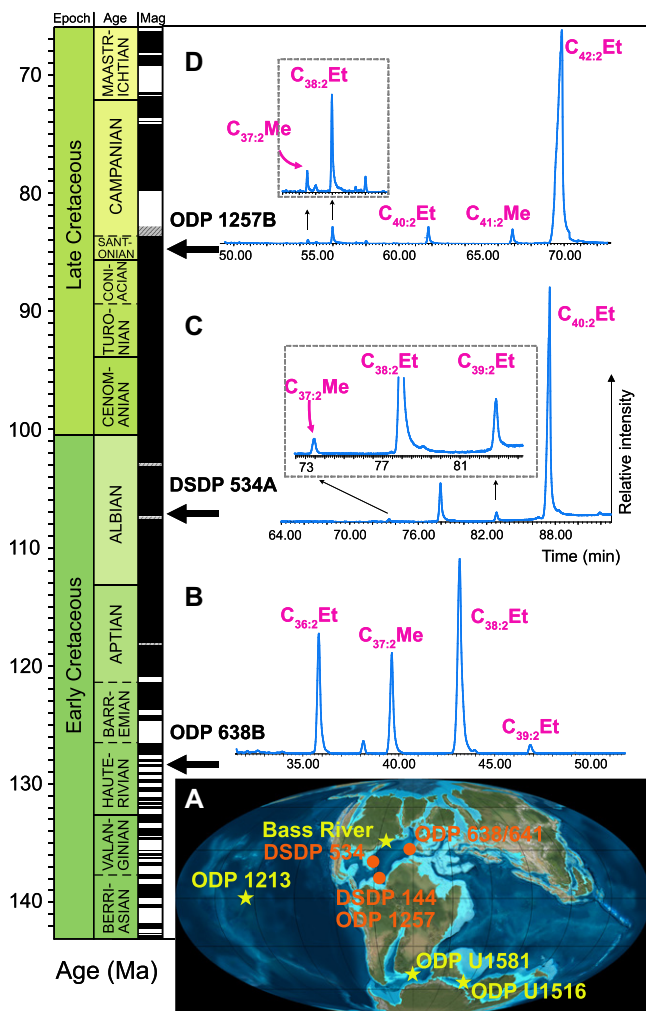 Epoch
Age
Mag
70
80
90
100
110
120
130
140
Age (Ma)
Late Cretaceous
Early Cretaceous
MAASTR-
ICHTIAN
CAMPANIAN
SANT-
ONIAN
CONI-
ACIAN
TURO-
NIAN
CENOM-
ANIAN
ALBIAN
APTIAN
BARR-
EMIAN
HAUTE-
RIVIAN
VALAN-
GINIAN
BERRI-
ASIAN
D
C37:2Me
C38:2Et
C42:2Et
C40:2Et
C41:2Me
ODP 1257B
50.00 55.00 60.00 65.00 70.00
C
C37:2Me
C38:2Et
C39:2Et
C40:2Et
73 77 81
Relative intensity
DSDP 534A
64.00 70.00 76.00 82.00 88.00
Time (min)
B
C36:2Et
C37:2Me
C38:2Et
C39:2Et
ODP 638B
35.00 40.00 45.00 50.00
A
Bass River
ODP 638/641
DSDP 534
ODP 1213
DSDP 144
ODP 1257
ODP U1581
ODP U1516